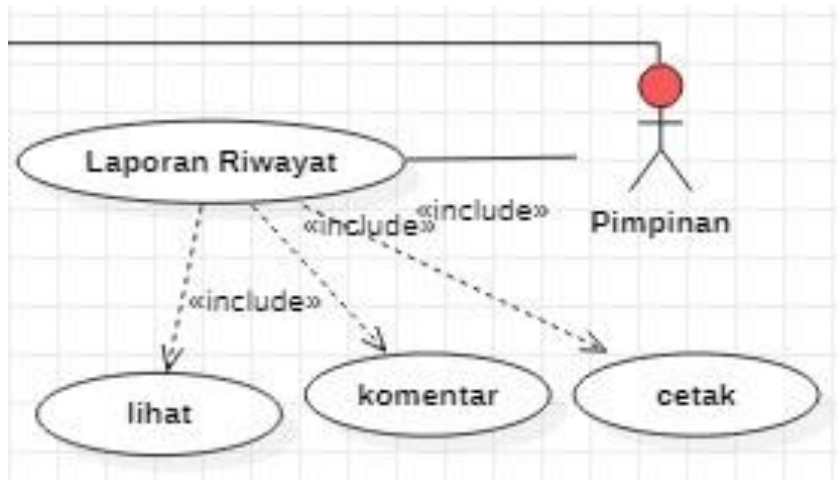 Laporan Riwayat
«include»
«include»
Pimpinan
«include»
lihat
komentar
cetak